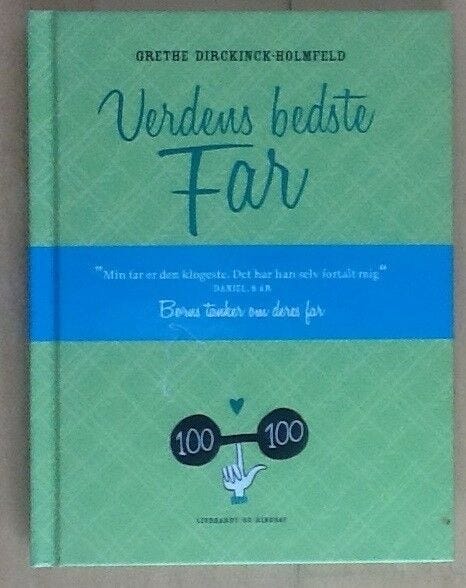 GRETHE DIRCKINCK-HOLMFELD
Verdens bedste
Far
"Min far er den klogeste. Det har han selv fortalt mig"
DANIEL, 8 ÅR
Børns tanker om deres far
100 100
LINDHARDT OG RINGHOF